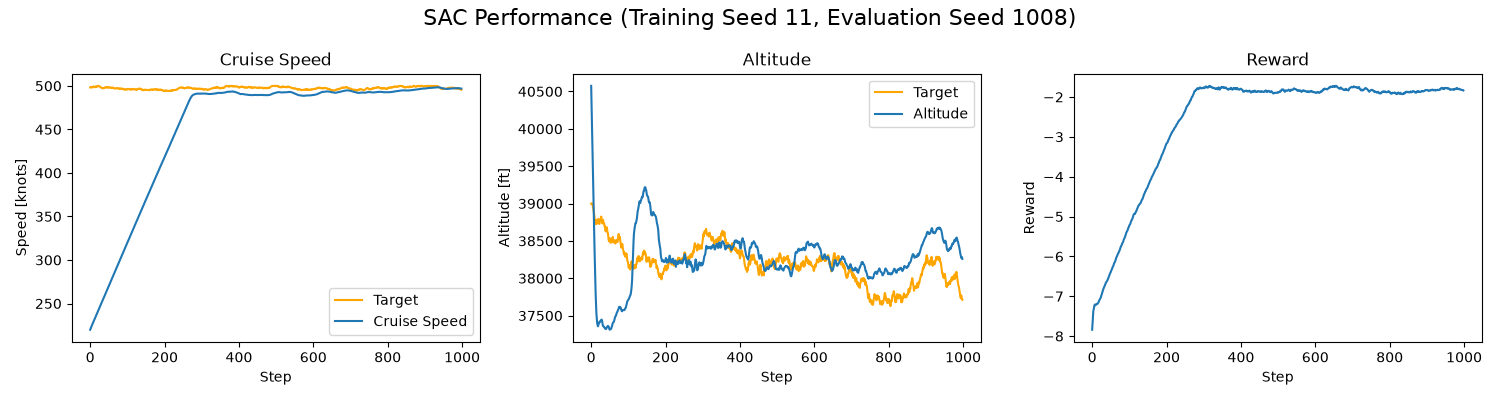 SAC Performance (Training Seed 11, Evaluation Seed 1008)
Cruise Speed
500
450
400
350
300
250
Speed [knots]
0 200 400 600 800 1000
Step
Target
Cruise Speed
Altitude
40500
40000
39500
39000
38500
38000
37500
Altitude [ft]
0 200 400 600 800 1000
Step
Target
Altitude
Reward
−2
−3
−4
−5
−6
−7
−8
Reward
0 200 400 600 800 1000
Step